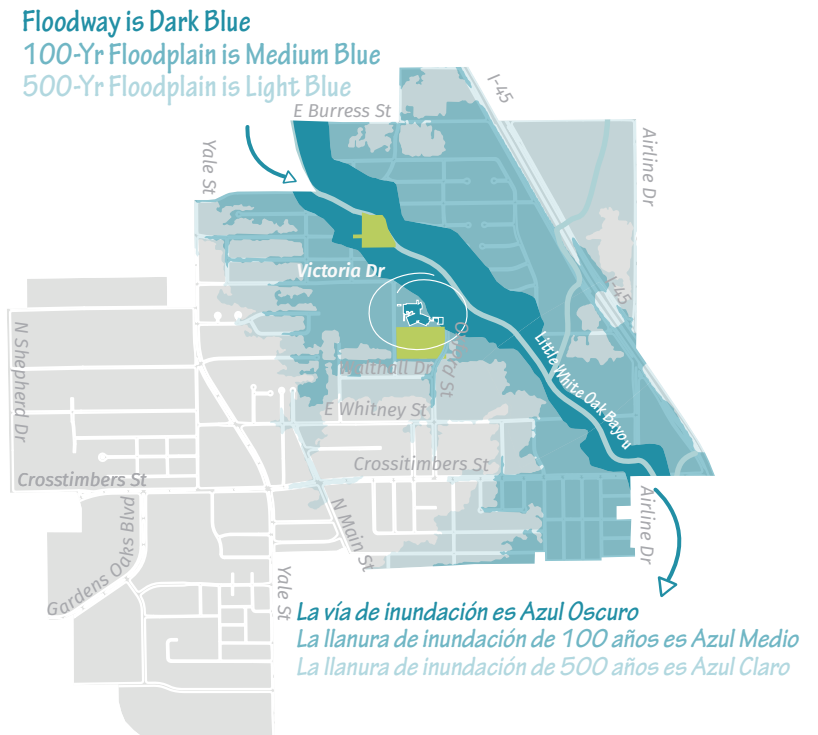 Floodway is Dark Blue
100-Yr Floodplain is Medium Blue
500-Yr Floodplain is Light Blue
I-45
E Burress St
Airline Dr
Yale St
Victoria Dr
I-45
N Shepherd Dr
Little White Oak Bayou
Dr
St
E Whitney St
Crossitimbers St
Crosstimbers St
Airline Dr
N Main St
Gardens Oaks Blvd
Yale St
La vía de inundación es Azul Oscuro
La llanura de inundación de 100 años es Azul Medio
La llanura de inundación de 500 años es Azul Claro